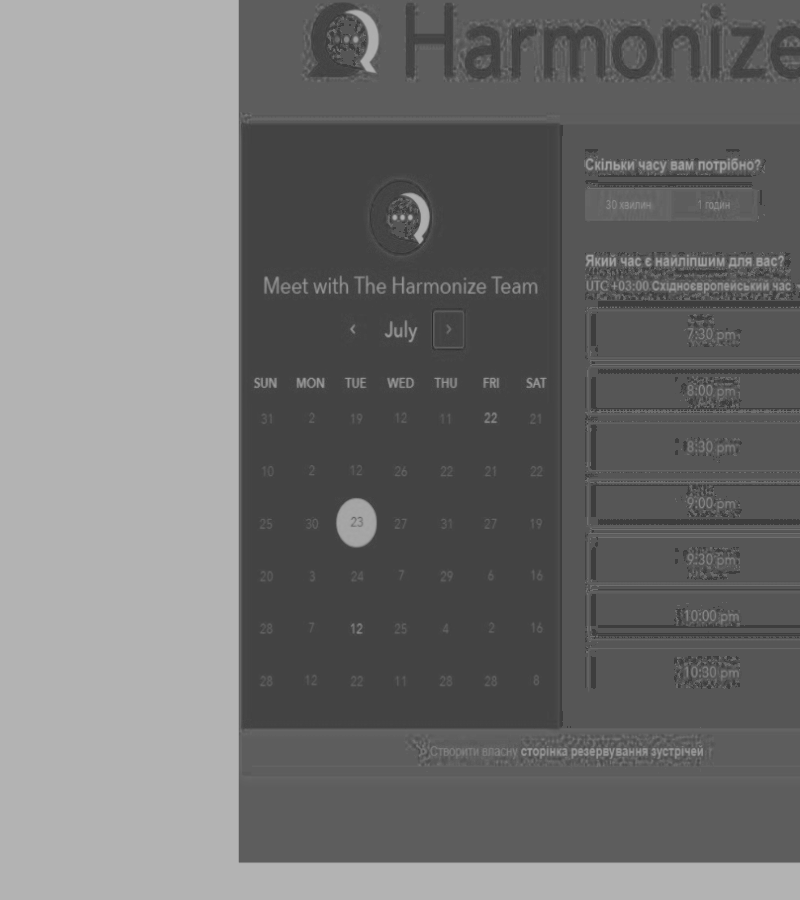 Harmonize
Meet with The Harmonize Team
‹ July ›
SUN MON TUE WED THU FRI SAT
31 2 19 12 11 22 21
10 2 12 26 22 21 22
25 30 23 27 31 27 19
20 3 24 7 29 6 16
28 7 12 25 4 2 16
28 12 22 11 28 28 8
Скільки часу вам потрібно?
30 хвилин 1 годин
Який час є найліпшим для вас?
UTC +03:00 Східноєвропейський час
7:30 pm
8:00 pm
8:30 pm
9:00 pm
9:30 pm
10:00 pm
10:30 pm
Створити власну сторінка резервування зустрічей